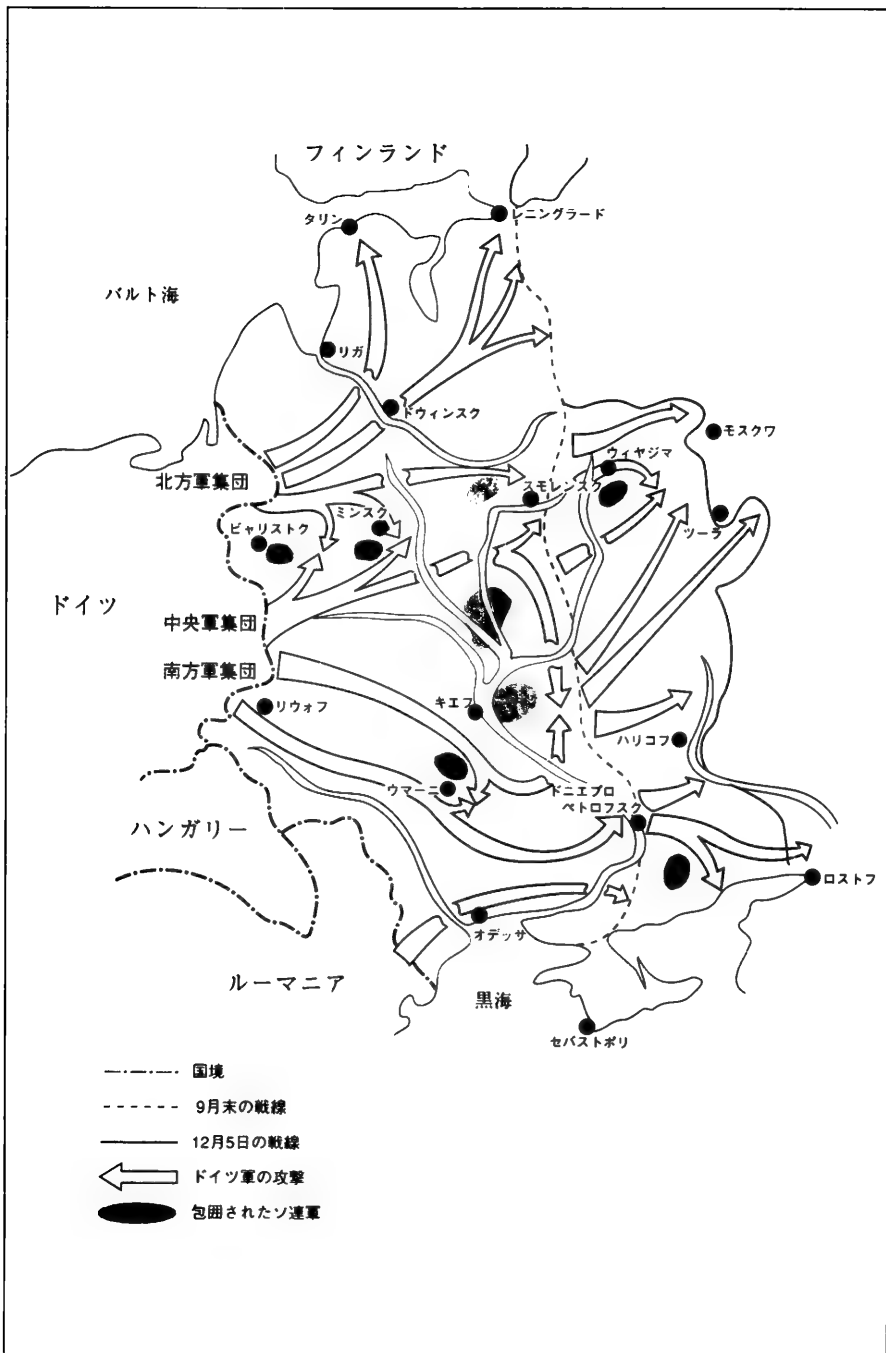 フィンランド
タリン
レニングラード
バルト海
リガ
ドウィンスク
モスクワ
ウィヤジマ
北方軍集団
スモレンスク
ミンスク
ビャリストク
ツーラ
ドイツ
中央軍集団
南方軍集団
リウォフ
キエフ
ハリコフ
ウマーニ
ドニエプロ
ペトロフスク
ハンガリー
ロストフ
オデッサ
ルーマニア
黒海
セバストポリ
国境
9月末の戦線
12月5日の戦線
ドイツ軍の攻撃
包囲されたソ連軍